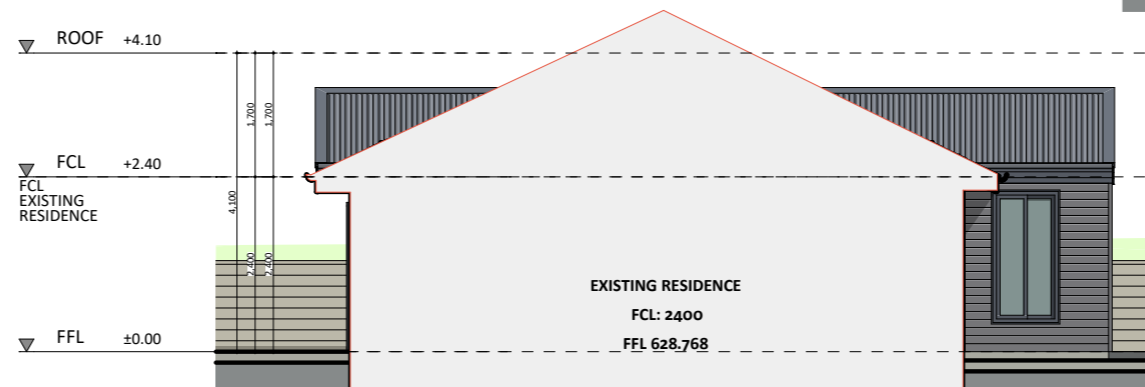 ROOF +4.10
1,700
1,700
FCL +2.40
FCL
EXISTING
RESIDENCE
4,100
2,400
2,400
EXISTING RESIDENCE
FCL: 2400
FFL 628.768
FFL ±0.00